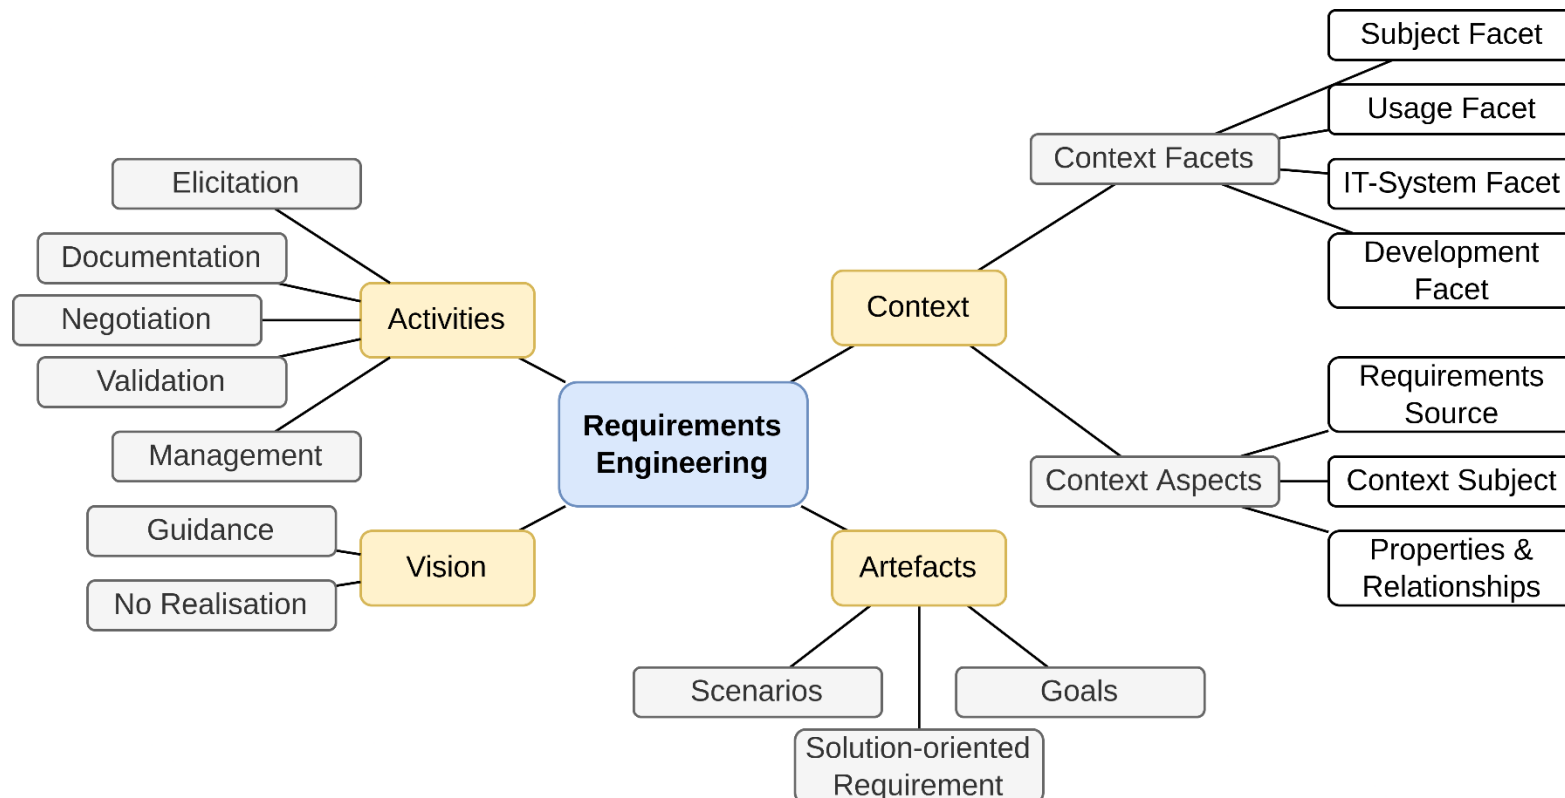 Subject Facet
Usage Facet
Context Facets
IT-System Facet
Elicitation
Development
Facet
Documentation
Negotiation
Activities
Context
Validation
Requirements
Source
Management
Requirements
Engineering
Context Aspects
Context Subject
Guidance
Vision
No Realisation
Artefacts
Properties &
Relationships
Scenarios
Goals
Solution-oriented
Requirement